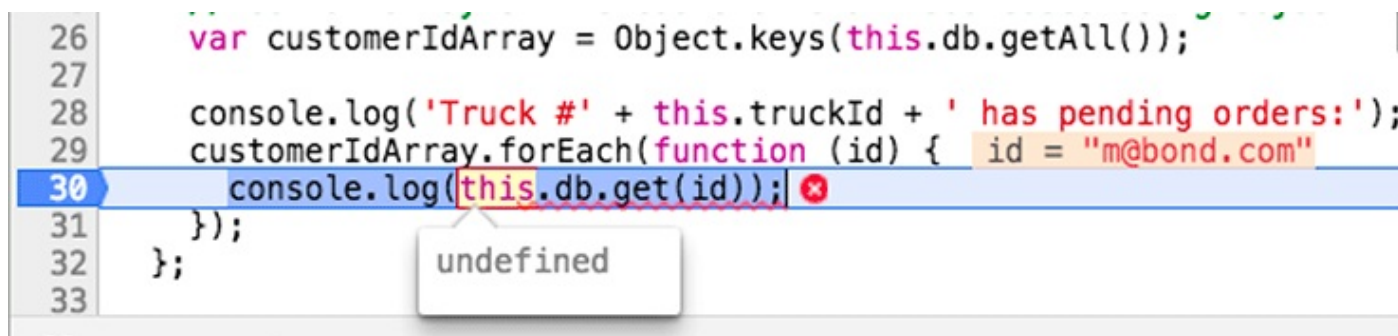 26 var customerIdArray = Object.keys(this.db.getAll());
27
28 console.log('Truck #' + this.truckId + ' has pending orders:');
29 customerIdArray.forEach(function (id) { id = "m@bond.com"
30 console.log(this.db.get(id));
31 });
undefined
32 };
33